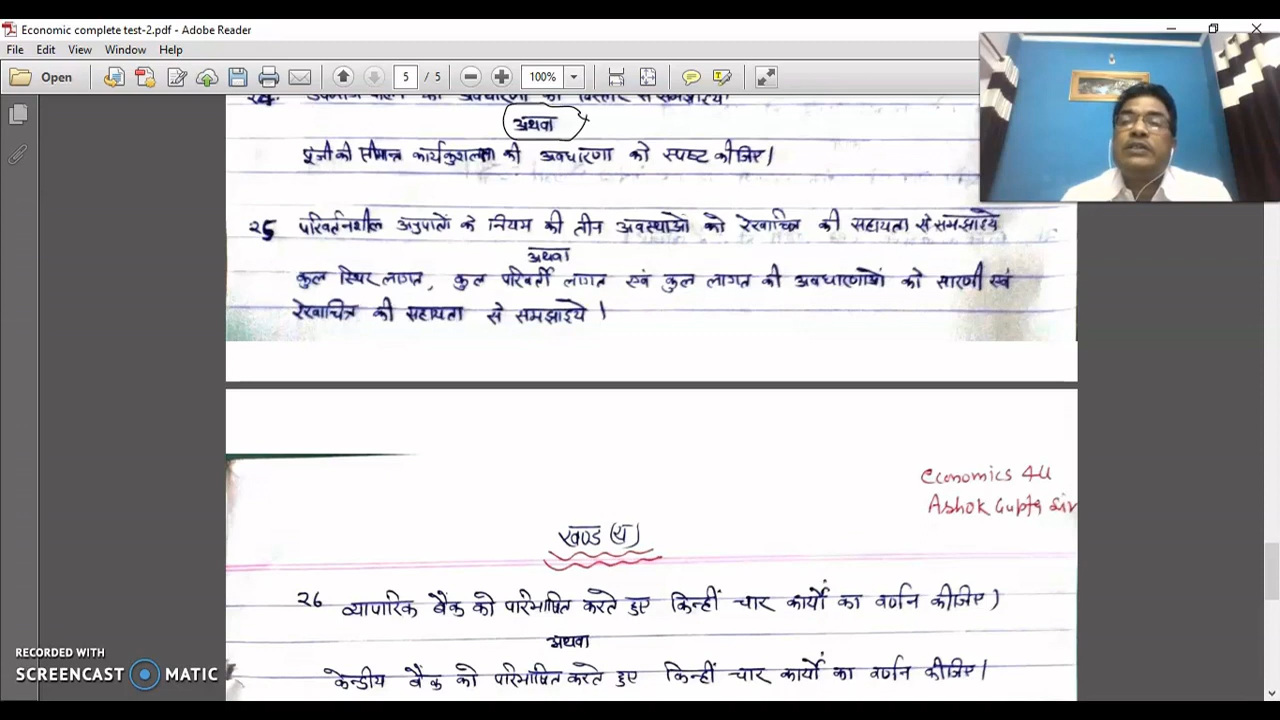 Economic complete test-2.pdf - Adobe Reader
File Edit View Window Help
Open 5 / 5 100%
अथवा
पूंजी की सीमान्त कार्यकुशलता की अवधारणा को स्पष्ट कीजिए।
२5 परिवर्तनशील अनुपातों के नियम की तीन अवस्थाओं को रेखाचित्र की सहायता से समझाइये
अथवा
कुल स्थिर लागत, कुल परिवर्ती लागत एवं कुल लागत की अवधारणाओं को सारणी एवं
रेखाचित्र की सहायता से समझाइये ।
Economics 4U
Ashok Gupta Sir
खण्ड (य)
२6 व्यापारिक बैंक को परिभाषित करते हुए किन्हीं चार कार्यों का वर्णन कीजिए।
अथवा
केन्द्रीय बैंक को परिभाषित करते हुए किन्हीं चार कार्यों का वर्णन कीजिए।
RECORDED WITH
SCREENCAST MATIC